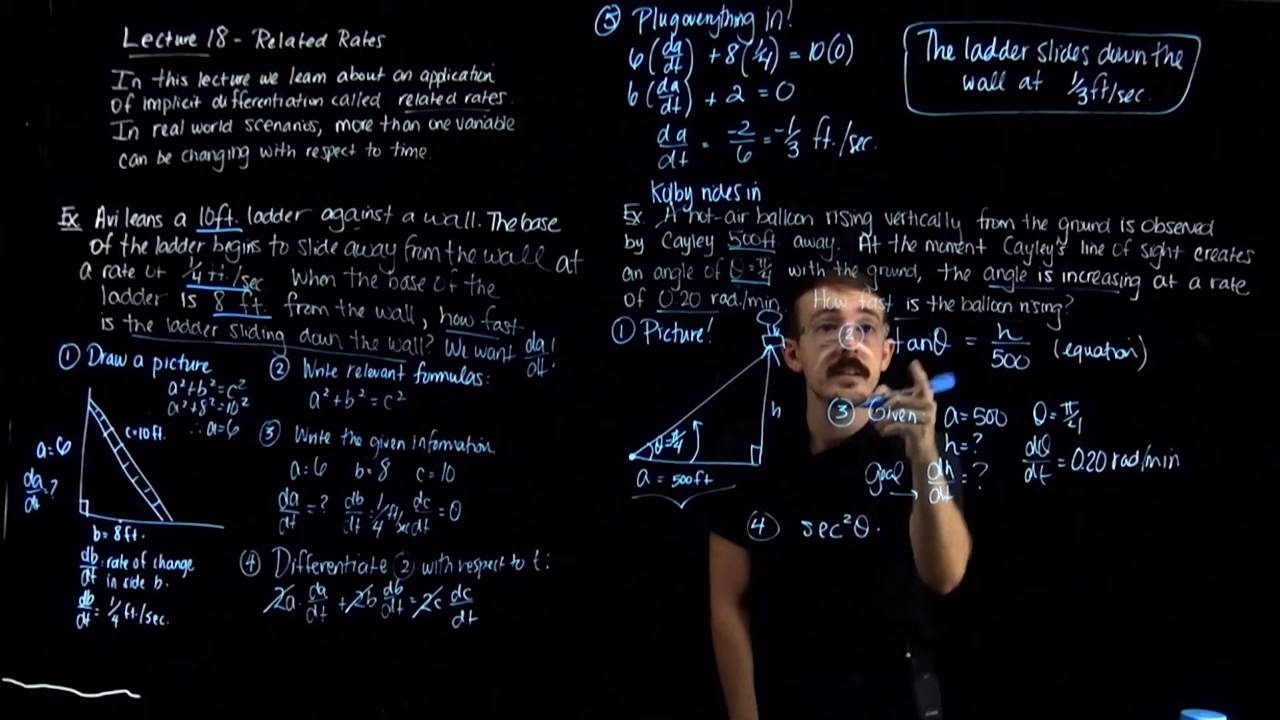 Lecture 18 - Related Rates
In this lecture we learn about an application
of implicit differentiation called related rates.
In real world scenarios, more than one variable
can be changing with respect to time.
Ex Avi leans a 10ft. ladder against a wall. The base
of the ladder begins to slide away from the wall at
a rate of 1/4 ft./sec When the base of the
ladder is 8 ft from the wall, how fast
is the ladder sliding down the wall? We want da/dt!
① Draw a picture
a²+b²=c²
a²+8²=10²
∴ a=6
c=10ft.
a=6
da/dt = ?
b=8ft.
db/dt = rate of change
in side b.
db/dt = 1/4 ft/sec.
② Write relevant formulas:
a²+b²=c²
③ Write the given information
a=6 b=8 c=10
da/dt = ? db/dt = 1/4 ft/sec dc/dt = 0
④ Differentiate ② with respect to t:
2a · da/dt + 2b db/dt = 2c dc/dt
⑤ Plug everything in!
6(da/dt) + 8(1/4) = 10(0)
6(da/dt) + 2 = 0
da/dt = -2/6 = -1/3 ft./sec.
The ladder slides down the
wall at 1/3 ft/sec.
Kolby rides in
Ex. A hot-air balloon rising vertically from the ground is observed
by Cayley 500ft away. At the moment Cayley's line of sight creates
an angle of θ=π/4 with the ground, the angle is increasing at a rate
of 0.20 rad./min. How fast is the balloon rising?
① Picture!
θ=π/4
h
a = 500ft
② tanθ = h/500 (equation)
③ Given: a=500 θ=π/4
h=? dθ/dt = 0.20 rad/min
Goal → dh/dt = ?
④ sec²θ ·